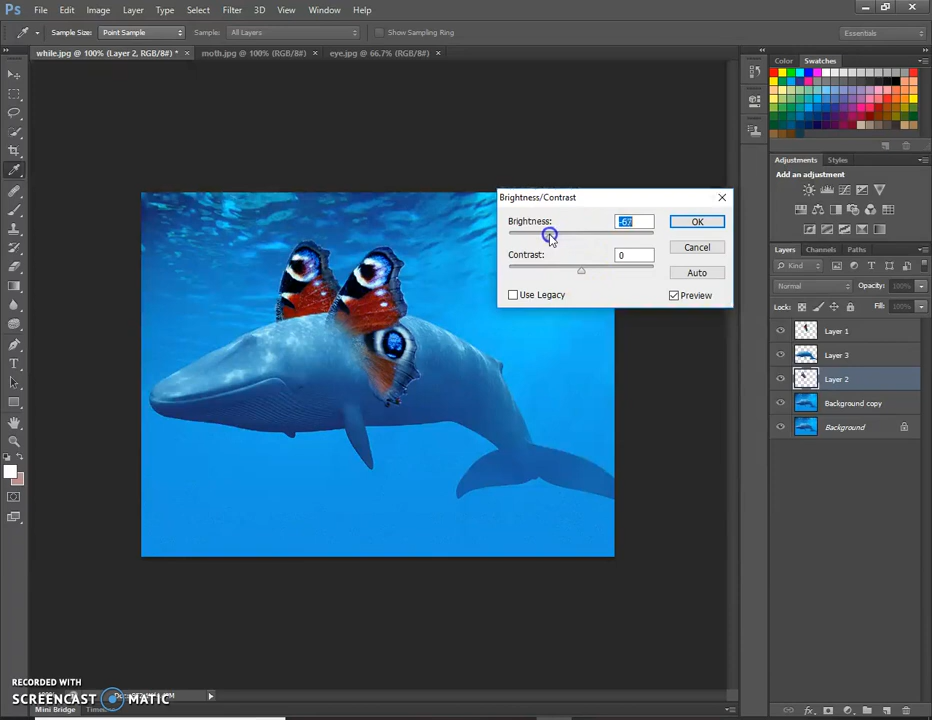 Ps File Edit Image Layer Type Select Filter 3D View Window Help
Sample Size: Point Sample Sample: All Layers Show Sampling Ring Essentials
while.jpg @ 100% (Layer 2, RGB/8#) * × moth.jpg @ 100% (RGB/8#) × eye.jpg @ 66.7% (RGB/8#) ×
Color Swatches
Adjustments Styles
Add an adjustment
Brightness/Contrast
Brightness: -67 OK
Cancel
Contrast: 0
Auto
Use Legacy Preview
Layers Channels Paths
Kind
Normal Opacity: 100%
Lock: Fill: 100%
Layer 1
Layer 3
Layer 2
Background copy
Background
RECORDED WITH
SCREENCAST MATIC
Mini Bridge